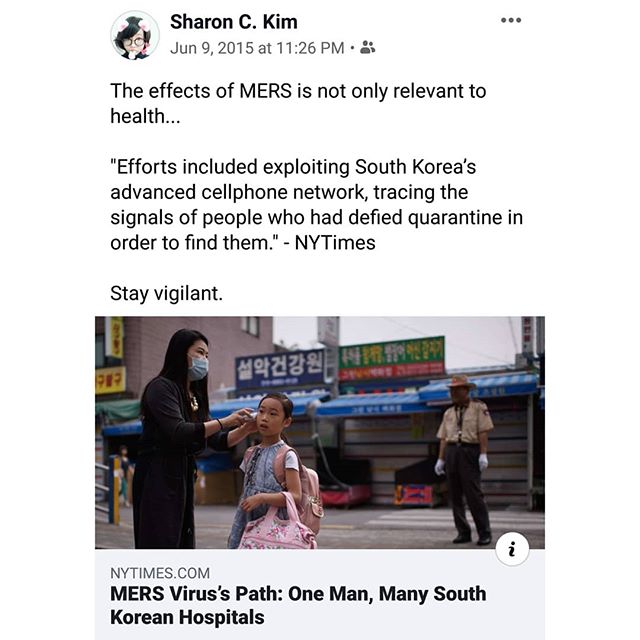 Sharon C. Kim
Jun 9, 2015 at 11:26 PM •
The effects of MERS is not only relevant to
health...
"Efforts included exploiting South Korea's
advanced cellphone network, tracing the
signals of people who had defied quarantine in
order to find them." - NYTimes
Stay vigilant.
설악건강원
NYTIMES.COM
MERS Virus's Path: One Man, Many South
Korean Hospitals